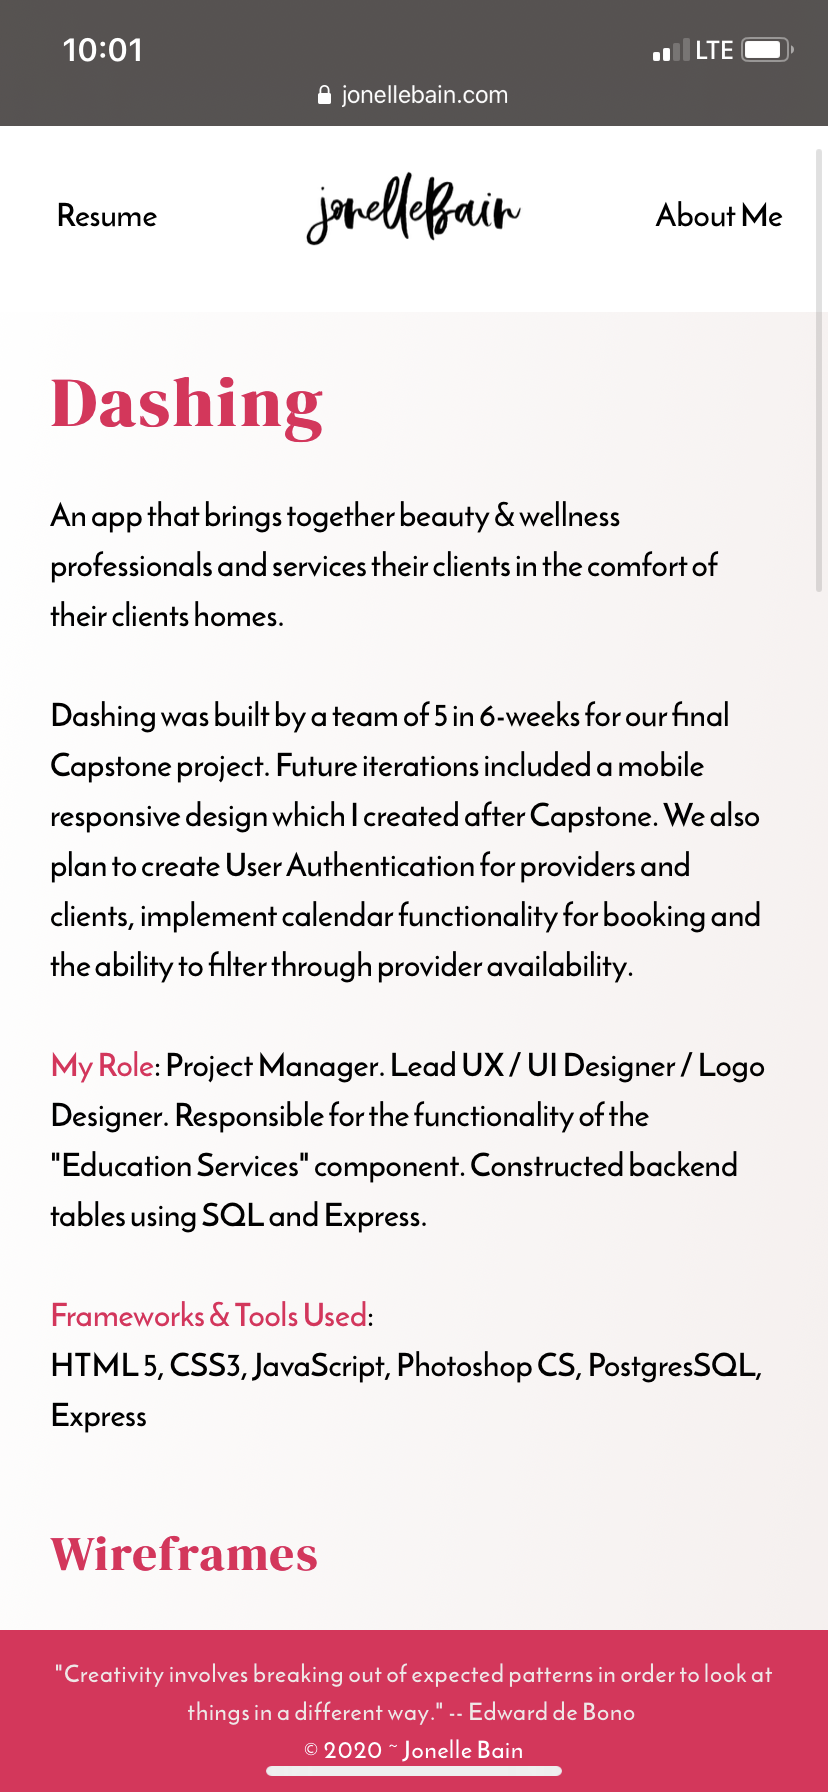 10:01
LTE
jonellebain.com
Resume
jonelleBain
About Me
Dashing
An app that brings together beauty & wellness
professionals and services their clients in the comfort of
their clients homes.
Dashing was built by a team of 5 in 6-weeks for our final
Capstone project. Future iterations included a mobile
responsive design which I created after Capstone. We also
plan to create User Authentication for providers and
clients, implement calendar functionality for booking and
the ability to filter through provider availability.
My Role: Project Manager. Lead UX / UI Designer / Logo
Designer. Responsible for the functionality of the
"Education Services" component. Constructed backend
tables using SQL and Express.
Frameworks & Tools Used:
HTML 5, CSS3, JavaScript, Photoshop CS, PostgresSQL,
Express
Wireframes
"Creativity involves breaking out of expected patterns in order to look at
things in a different way." -- Edward de Bono
© 2020 ~ Jonelle Bain